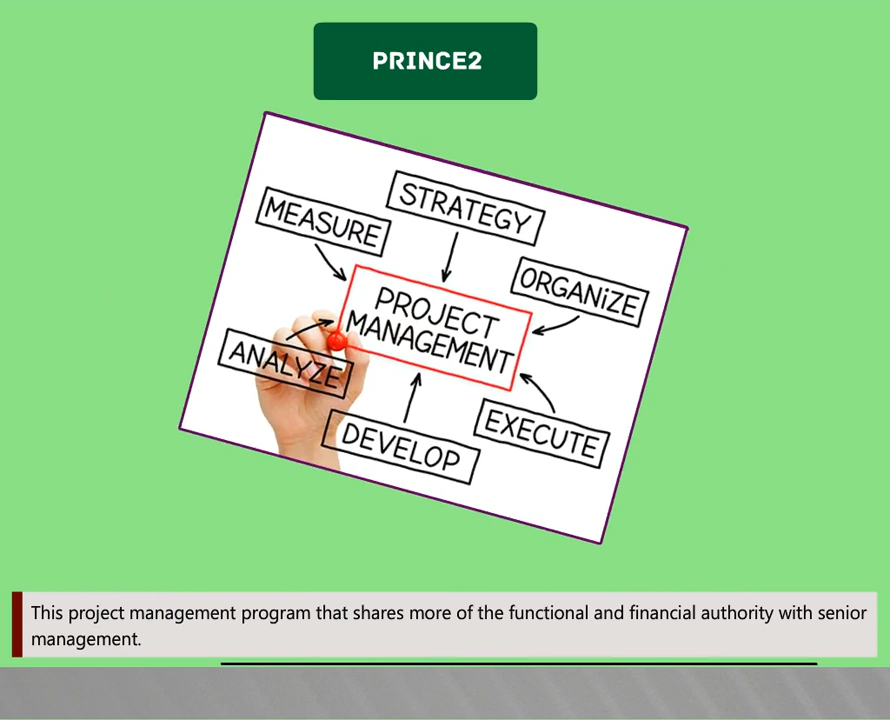 PRINCE2
STRATEGY
MEASURE
ORGANiZE
PROJECT
MANAGEMENT
ANALYZE
EXECUTE
DEVELOP
This project management program that shares more of the functional and financial authority with senior
management.